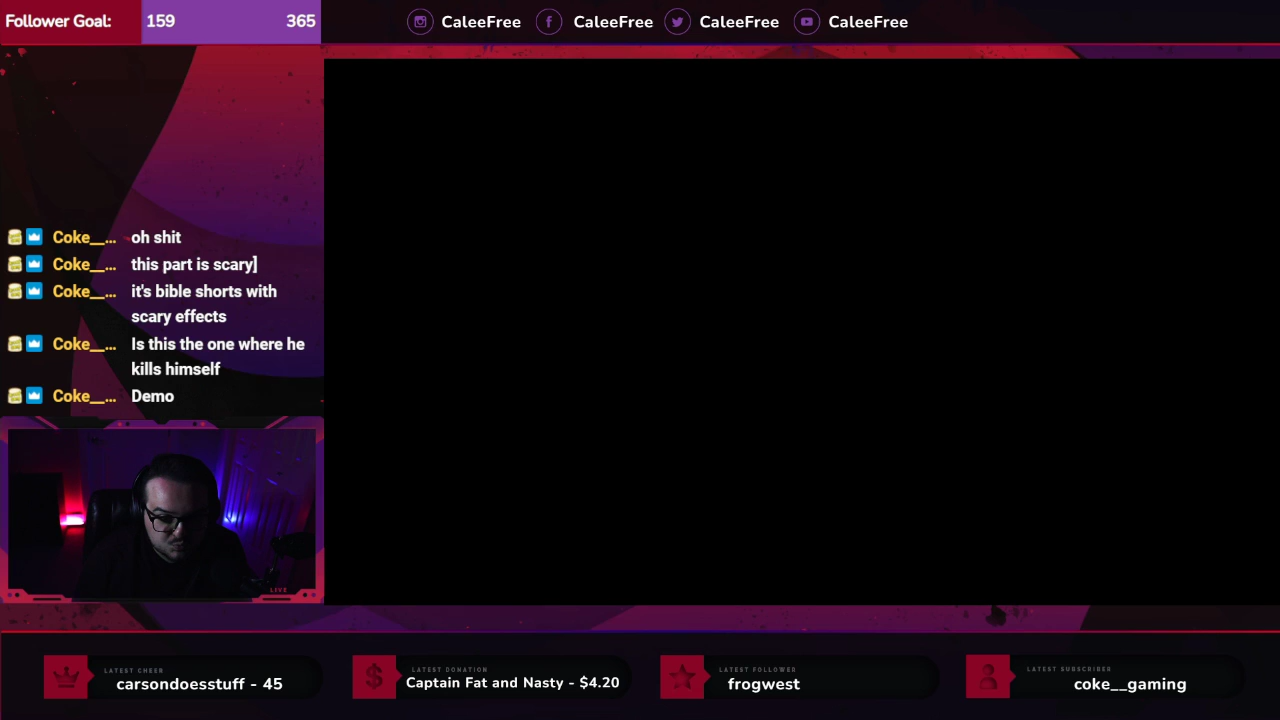 Follower Goal: 159 365
CaleeFree CaleeFree CaleeFree CaleeFree
Coke__... oh shit
Coke__... this part is scary]
Coke__... it's bible shorts with
scary effects
Coke__... Is this the one where he
kills himself
Coke__... Demo
LIVE
LATEST CHEER
carsondoesstuff - 45
LATEST DONATION
Captain Fat and Nasty - $4.20
LATEST FOLLOWER
frogwest
LATEST SUBSCRIBER
coke__gaming